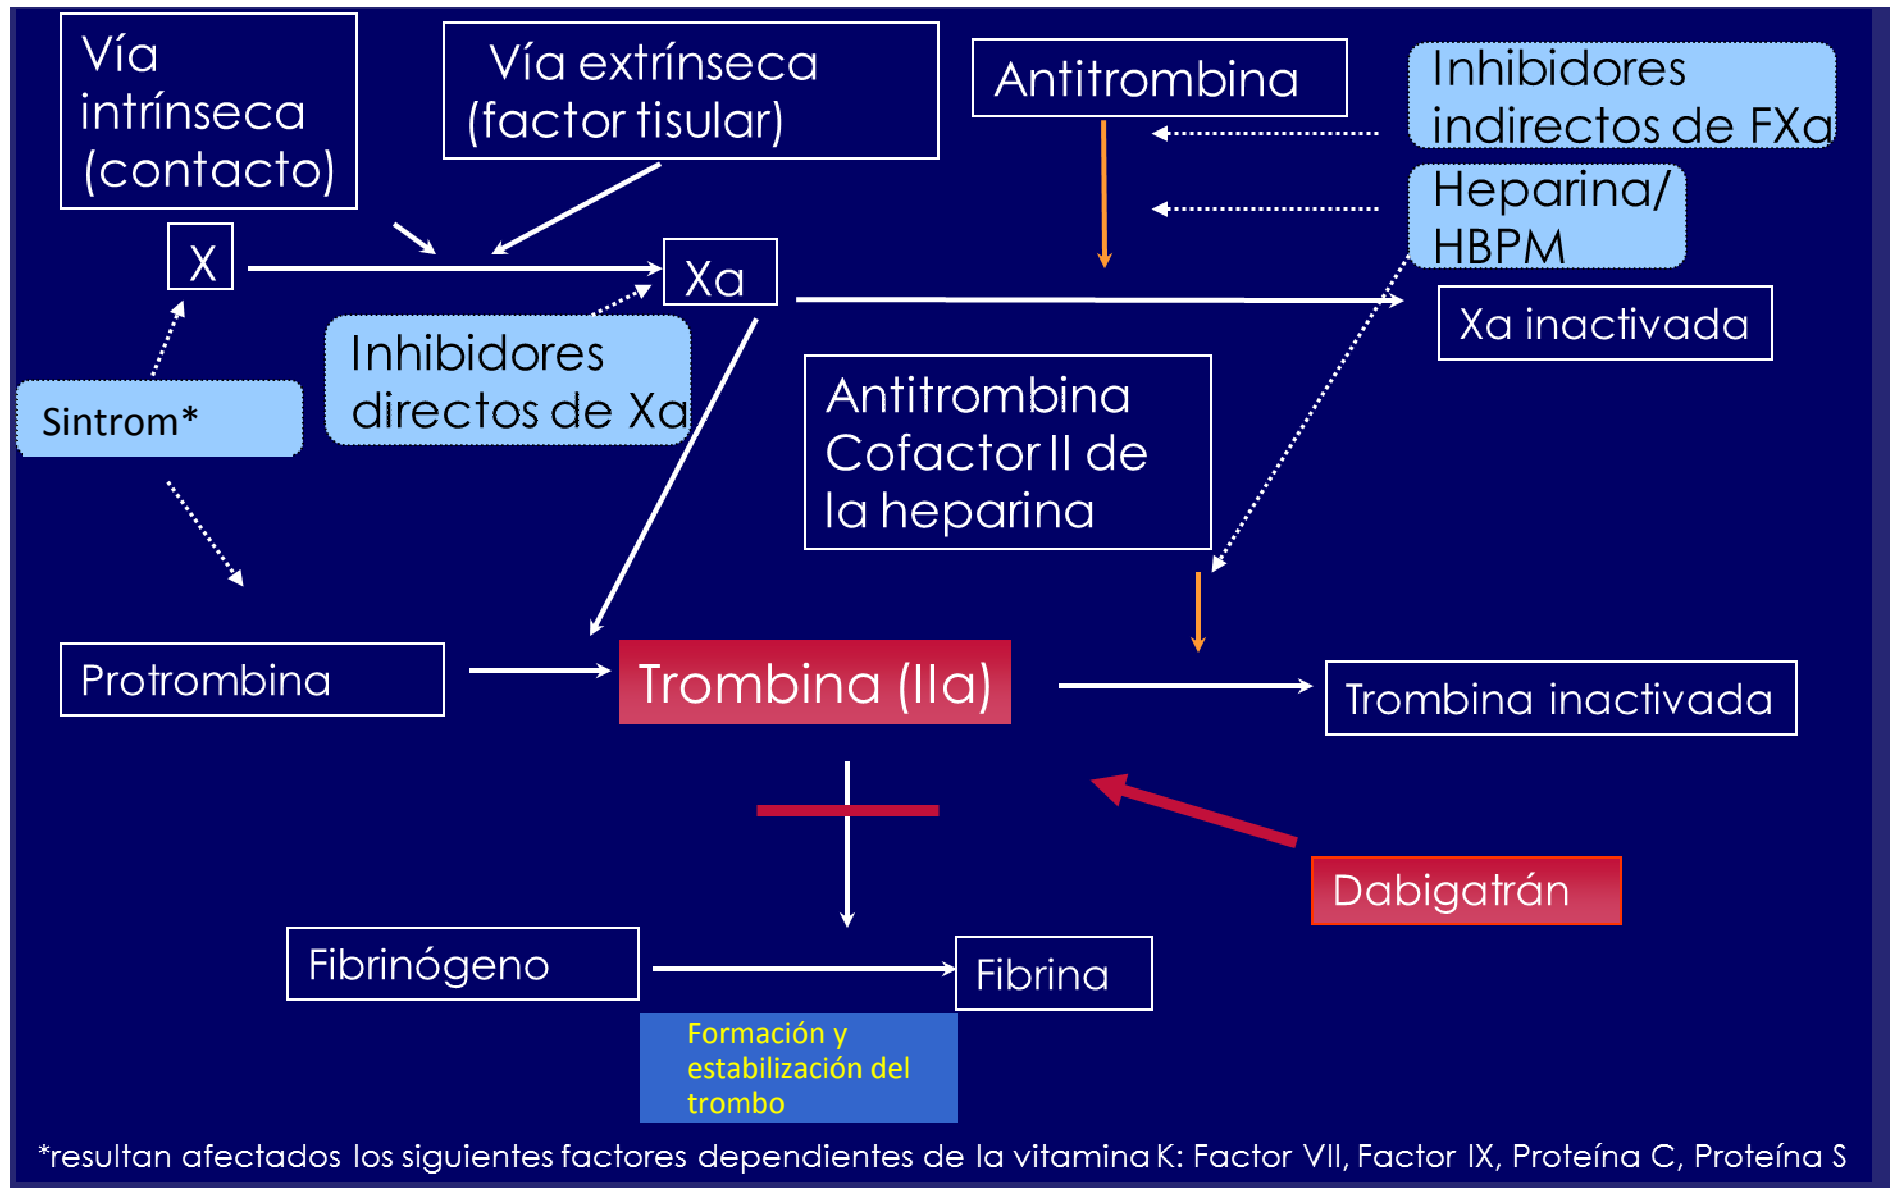 Vía
intrínseca
(contacto)
Vía extrínseca
(factor tisular)
Antitrombina
Inhibidores
indirectos de FXa
Heparina/
HBPM
X
Xa
Xa inactivada
Inhibidores
directos de Xa
Sintrom*
Antitrombina
Cofactor II de
la heparina
Protrombina
Trombina (IIa)
Trombina inactivada
Dabigatrán
Fibrinógeno
Fibrina
Formación y
estabilización del
trombo
*resultan afectados los siguientes factores dependientes de la vitamina K: Factor VII, Factor IX, Proteína C, Proteína S